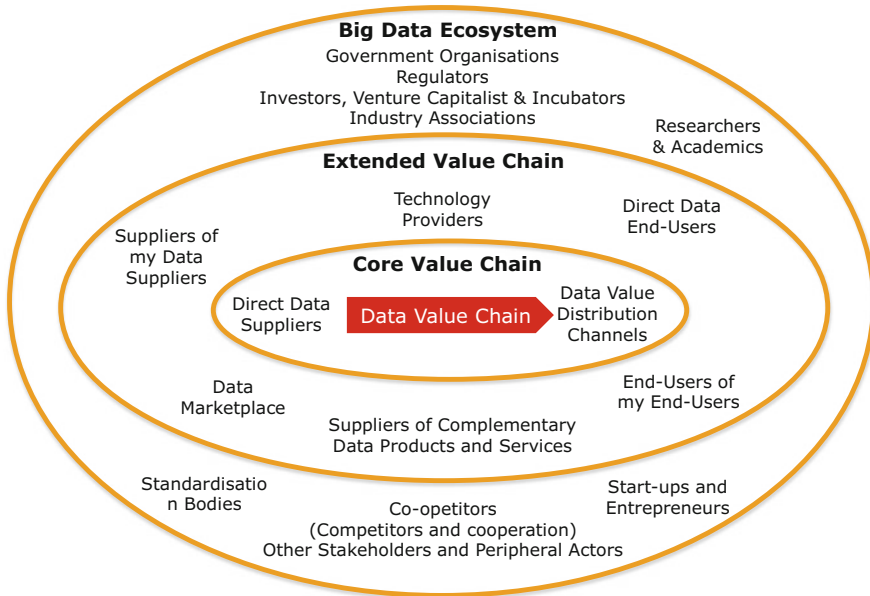 Big Data Ecosystem
Government Organisations
Regulators
Investors, Venture Capitalist & Incubators
Industry Associations
Researchers
& Academics
Extended Value Chain
Technology
Providers
Direct Data
End-Users
Suppliers of
my Data
Suppliers
Core Value Chain
Direct Data
Suppliers
Data Value Chain
Data Value
Distribution
Channels
Data
Marketplace
End-Users of
my End-Users
Suppliers of Complementary
Data Products and Services
Standardisatio
n Bodies
Co-opetitors
(Competitors and cooperation)
Other Stakeholders and Peripheral Actors
Start-ups and
Entrepreneurs